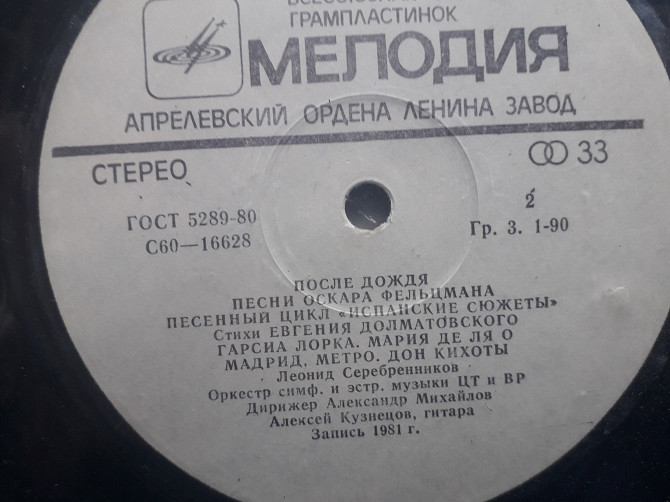 ГРАМПЛАСТИНОК
МЕЛОДИЯ
АПРЕЛЕВСКИЙ ОРДЕНА ЛЕНИНА ЗАВОД
СТЕРЕО
33
ГОСТ 5289-80
С60—16628
2
Гр. 3. 1-90
ПОСЛЕ ДОЖДЯ
ПЕСНИ ОСКАРА ФЕЛЬЦМАНА
ПЕСЕННЫЙ ЦИКЛ «ИСПАНСКИЕ СЮЖЕТЫ»
Стихи ЕВГЕНИЯ ДОЛМАТОВСКОГО
ГАРСИА ЛОРКА. МАРИЯ ДЕ ЛЯ О
МАДРИД. МЕТРО. ДОН КИХОТЫ
Леонид Серебренников
Оркестр симф. и эстр. музыки ЦТ и ВР
Дирижер Александр Михайлов
Алексей Кузнецов, гитара
Запись 1981 г.